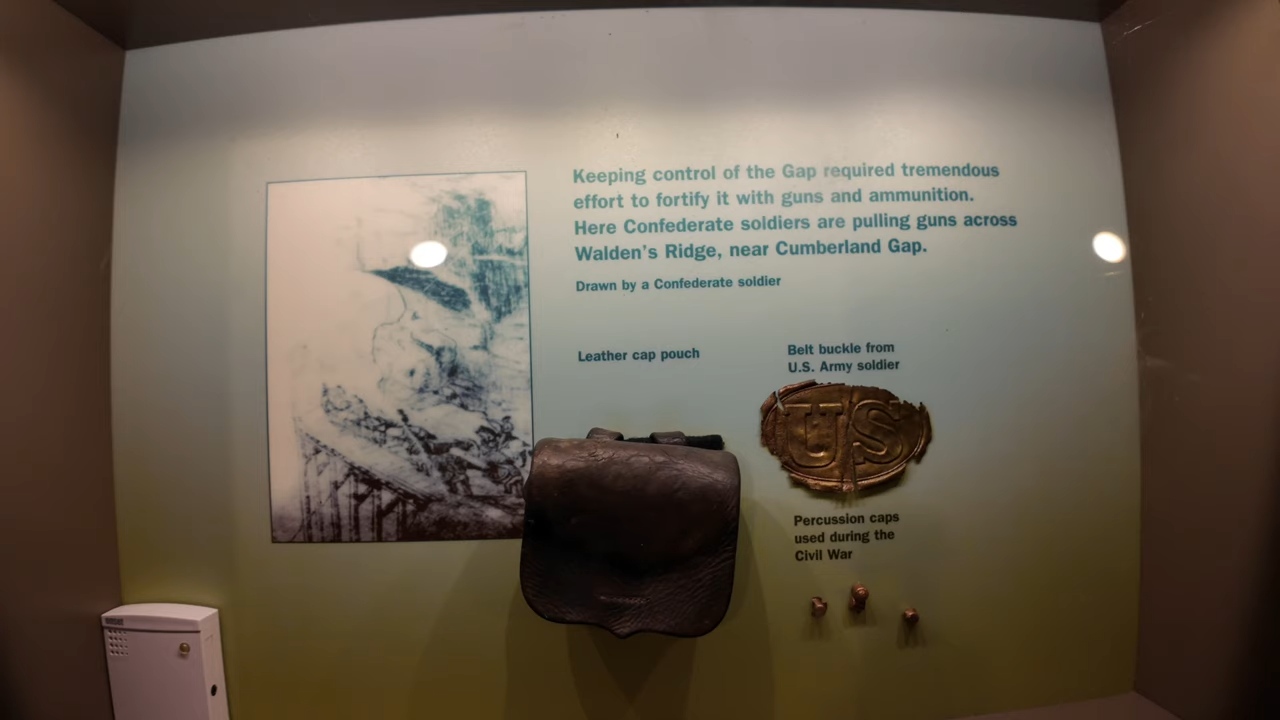 Keeping control of the Gap required tremendous
effort to fortify it with guns and ammunition.
Here Confederate soldiers are pulling guns across
Walden's Ridge, near Cumberland Gap.
Drawn by a Confederate soldier
Leather cap pouch
Belt buckle from
U.S. Army soldier
US
Percussion caps
used during the
Civil War